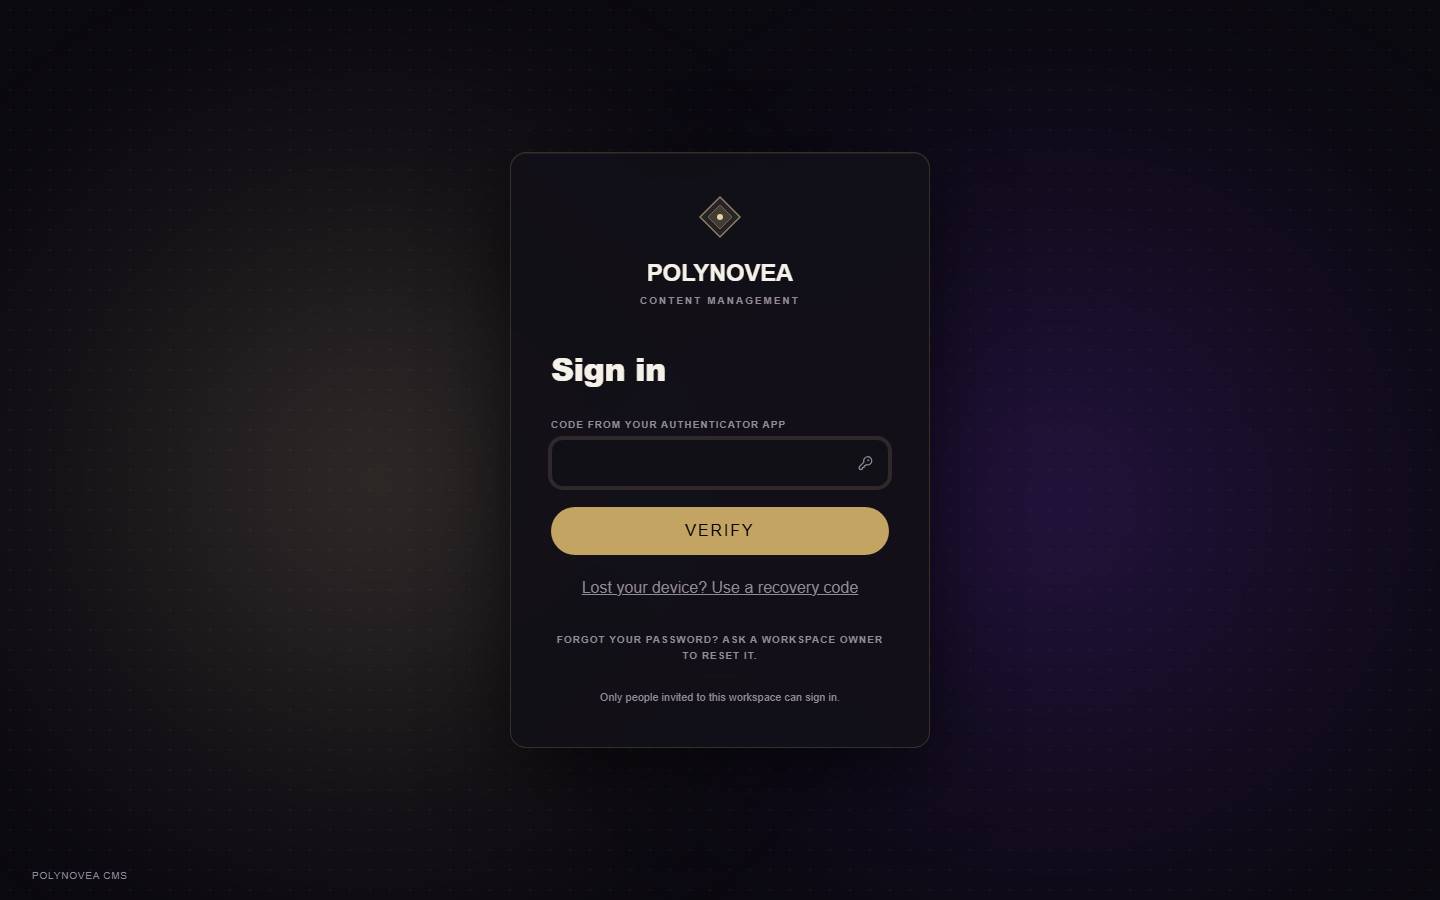 POLYNOVEA
CONTENT MANAGEMENT
Sign in
CODE FROM YOUR AUTHENTICATOR APP
VERIFY
Lost your device? Use a recovery code
FORGOT YOUR PASSWORD? ASK A WORKSPACE OWNER
TO RESET IT.
Only people invited to this workspace can sign in.
POLYNOVEA CMS